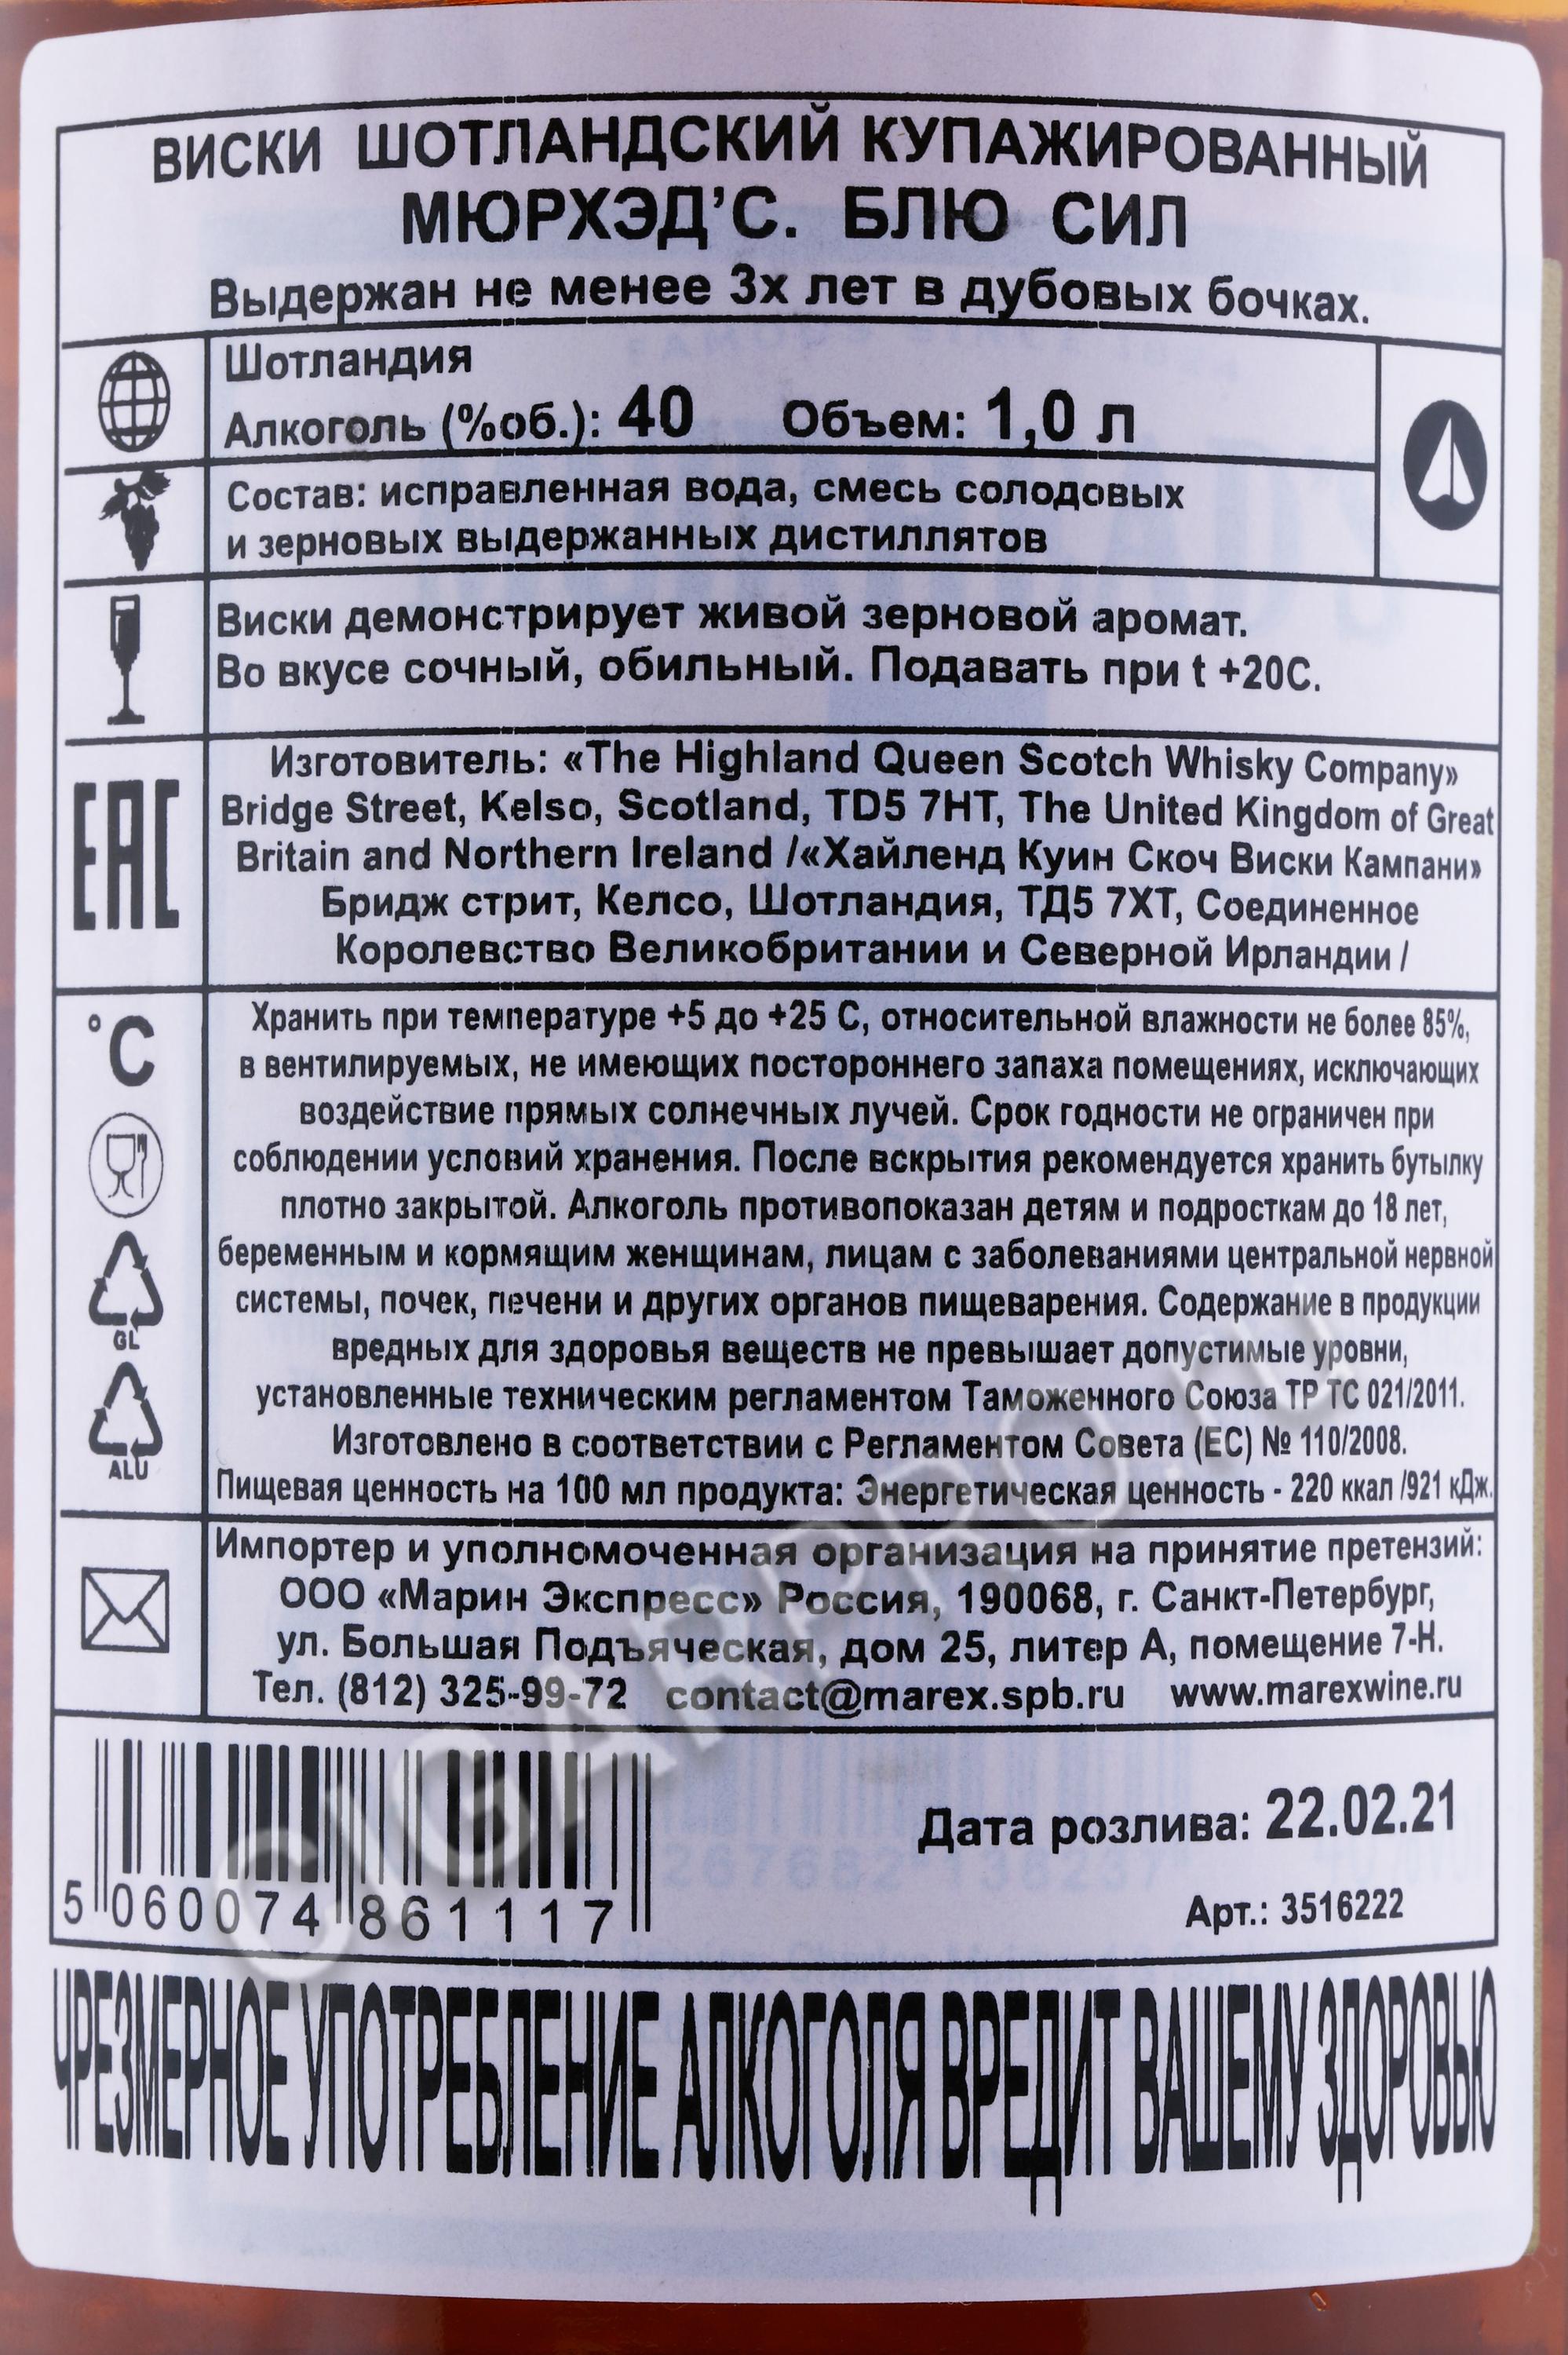 ВИСКИ ШОТЛАНДСКИЙ КУПАЖИРОВАННЫЙ
МЮРХЭД’С. БЛЮ СИЛ
Выдержан не менее 3х лет в дубовых бочках.
Шотландия
Алкоголь (%об.): 40 Объем: 1,0 л
Состав: исправленная вода, смесь солодовых
и зерновых выдержанных дистиллятов
Виски демонстрирует живой зерновой аромат.
Во вкусе сочный, обильный. Подавать при t +20С.
EAC
Изготовитель: «The Highland Queen Scotch Whisky Company»
Bridge Street, Kelso, Scotland, TD5 7HT, The United Kingdom of Great
Britain and Northern Ireland /«Хайленд Куин Скоч Виски Кампани»
Бридж стрит, Келсо, Шотландия, ТД5 7ХТ, Соединенное
Королевство Великобритании и Северной Ирландии /
°C
GL
ALU
Хранить при температуре +5 до +25 С, относительной влажности не более 85%,
в вентилируемых, не имеющих постороннего запаха помещениях, исключающих
воздействие прямых солнечных лучей. Срок годности не ограничен при
соблюдении условий хранения. После вскрытия рекомендуется хранить бутылку
плотно закрытой. Алкоголь противопоказан детям и подросткам до 18 лет,
беременным и кормящим женщинам, лицам с заболеваниями центральной нервной
системы, почек, печени и других органов пищеварения. Содержание в продукции
вредных для здоровья веществ не превышает допустимые уровни,
установленные техническим регламентом Таможенного Союза ТР ТС 021/2011.
Изготовлено в соответствии с Регламентом Совета (ЕС) № 110/2008.
Пищевая ценность на 100 мл продукта: Энергетическая ценность - 220 ккал /921 кДж.
Импортер и уполномоченная организация на принятие претензий:
ООО «Марин Экспресс» Россия, 190068, г. Санкт-Петербург,
ул. Большая Подъяческая, дом 25, литер А, помещение 7-Н.
Тел. (812) 325-99-72 contact@marex.spb.ru www.marexwine.ru
5 060074 861117
Дата розлива: 22.02.21
Арт.: 3516222
ЧРЕЗМЕРНОЕ УПОТРЕБЛЕНИЕ АЛКОГОЛЯ ВРЕДИТ ВАШЕМУ ЗДОРОВЬЮ
CIGARPRO.ru